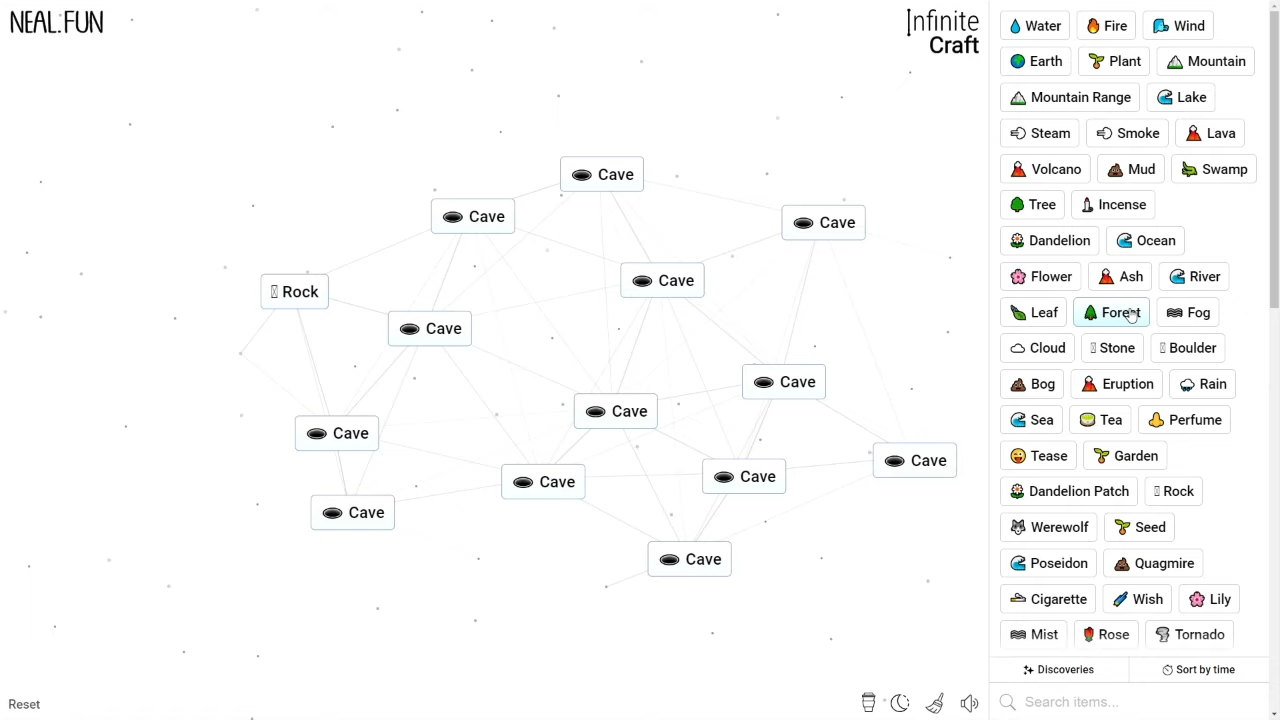 NEAL.FUN
Infinite
Craft
Cave
Cave
Cave
Cave
Rock
Cave
Cave
Cave
Cave
Cave
Cave
Cave
Cave
Cave
Reset
Water
Fire
Wind
Earth
Plant
Mountain
Mountain Range
Lake
Steam
Smoke
Lava
Volcano
Mud
Swamp
Tree
Incense
Dandelion
Ocean
Flower
Ash
River
Leaf
Forest
Fog
Cloud
Stone
Boulder
Bog
Eruption
Rain
Sea
Tea
Perfume
Tease
Garden
Dandelion Patch
Rock
Werewolf
Seed
Poseidon
Quagmire
Cigarette
Wish
Lily
Mist
Rose
Tornado
Discoveries
Sort by time
Search items...